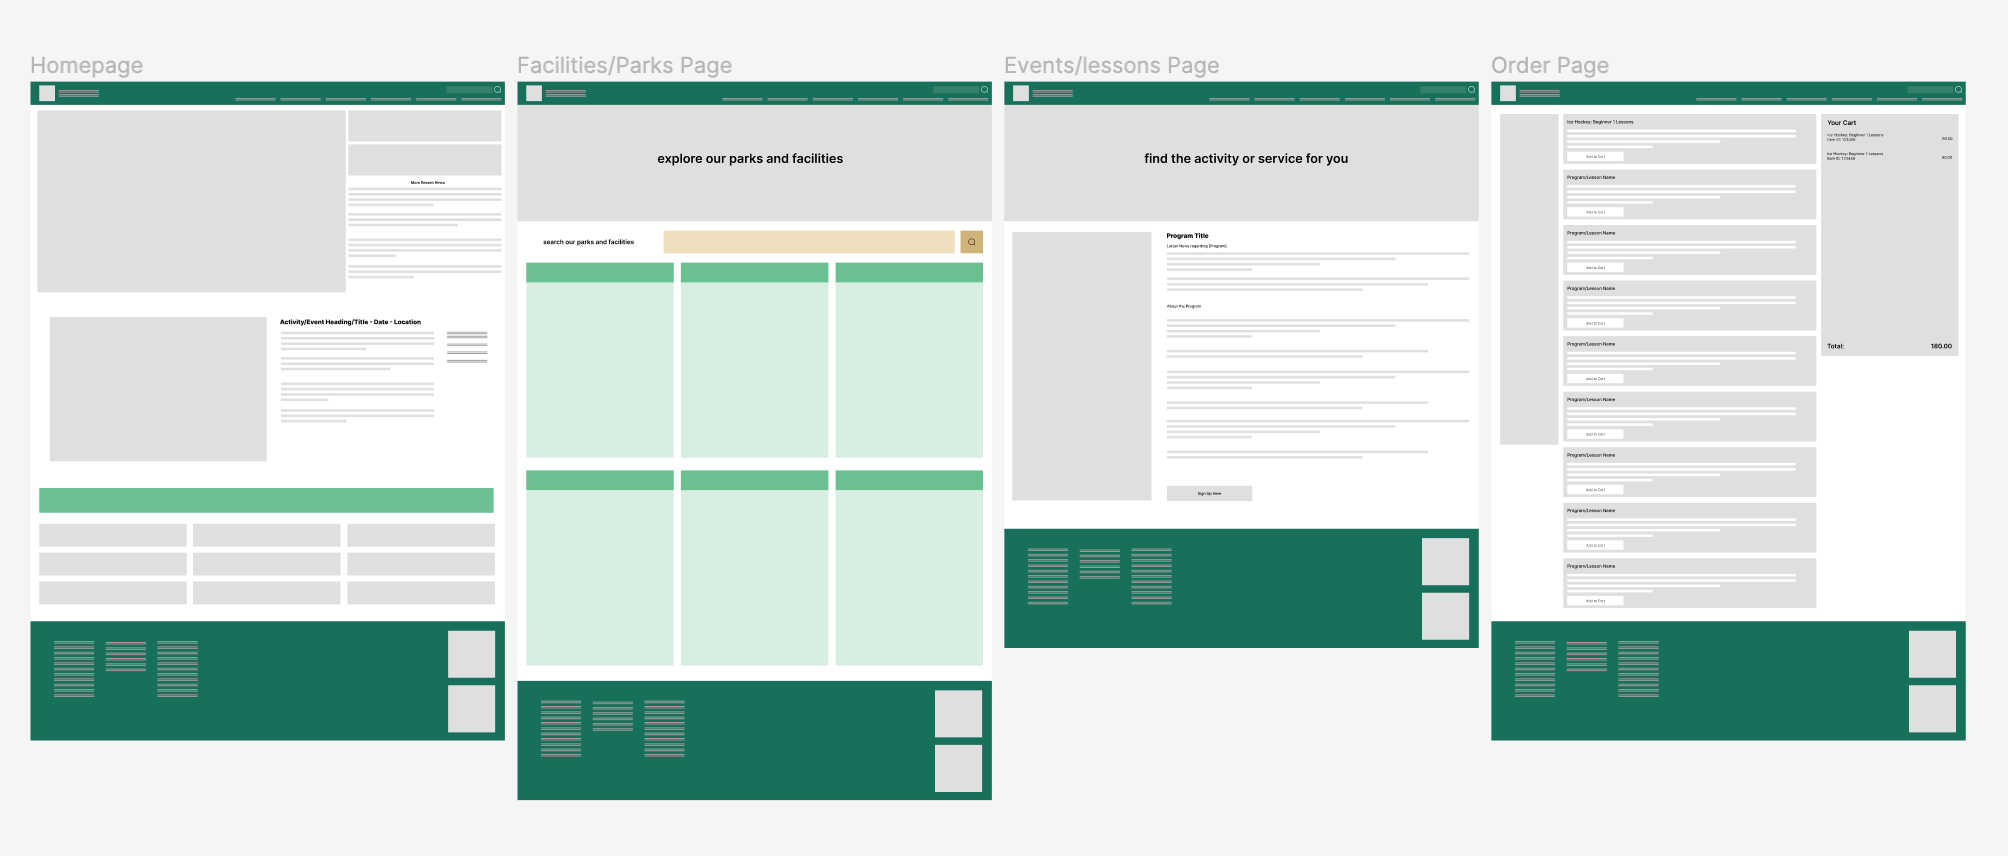 Homepage
More Recent News
Activity/Event Heading/Title - Date - Location
Facilities/Parks Page
explore our parks and facilities
search our parks and facilities
Events/lessons Page
find the activity or service for you
Program Title
Latest News regarding [Program]
About the Program
Sign Up Here
Order Page
Ice Hockey: Beginner 1 Lessons
Add to Cart
Program/Lesson Name
Add to Cart
Program/Lesson Name
Add to Cart
Program/Lesson Name
Add to Cart
Program/Lesson Name
Add to Cart
Program/Lesson Name
Add to Cart
Program/Lesson Name
Add to Cart
Program/Lesson Name
Add to Cart
Program/Lesson Name
Add to Cart
Your Cart
Ice Hockey: Beginner 1 Lessons
Item ID: 123456
90.00
Ice Hockey: Beginner 1 Lessons
Item ID: 123456
90.00
Total: 180.00